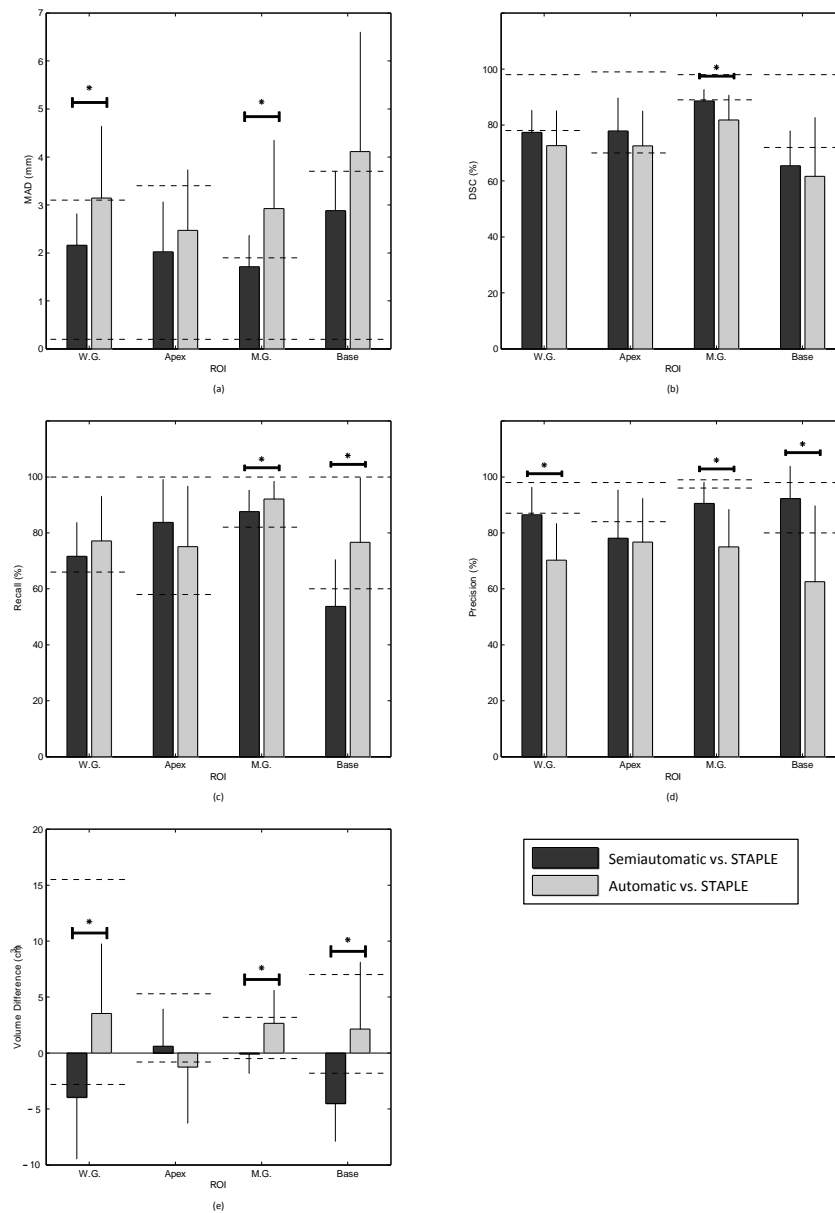 7
6
5
4
3
2
1
0
MAD (mm)
*
*
W.G. Apex M.G. Base
ROI
(a)
100
80
60
40
20
0
DSC (%)
*
W.G. Apex M.G. Base
ROI
(b)
100
80
60
40
20
0
Recall (%)
*
*
W.G. Apex M.G. Base
ROI
(c)
100
80
60
40
20
0
Precision (%)
*
*
*
W.G. Apex M.G. Base
ROI
(d)
20
15
10
5
0
−5
−10
Volume Difference (cm³)
*
*
*
W.G. Apex M.G. Base
ROI
(e)
Semiautomatic vs. STAPLE
Automatic vs. STAPLE